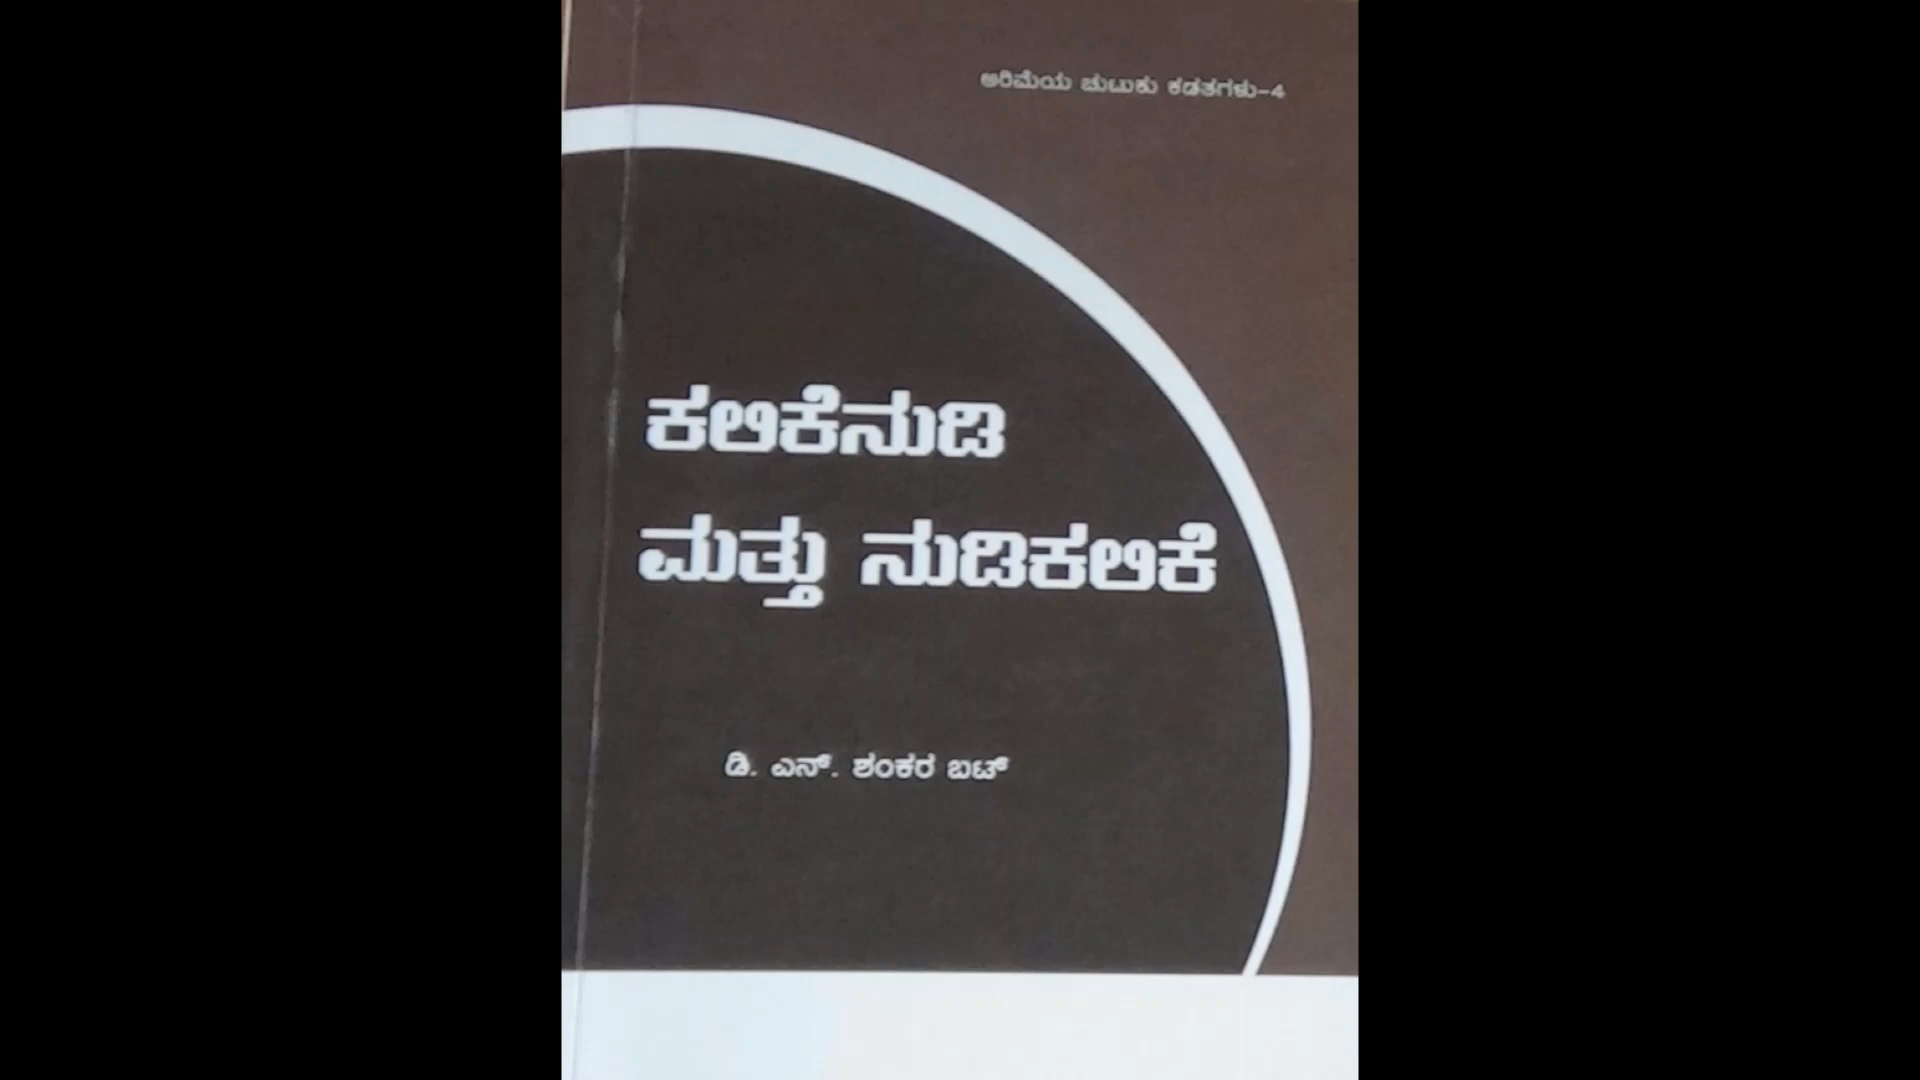 ಅರಿಮೆಯ ಚುಟುಕು ಕಡತಗಳು-4
ಕಲಿಕೆನುಡಿ
ಮತ್ತು ನುಡಿಕಲಿಕೆ
ಡಿ. ಎನ್. ಶಂಕರ ಬಟ್